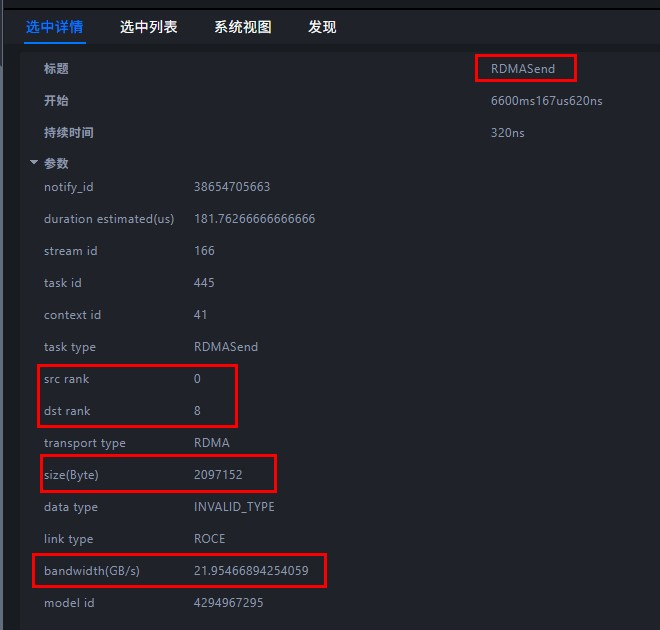 选中详情 选中列表 系统视图 发现
标题 RDMASend
开始 6600ms167us620ns
持续时间 320ns
参数
notify_id 38654705663
duration estimated(us) 181.76266666666666
stream id 166
task id 445
context id 41
task type RDMASend
src rank 0
dst rank 8
transport type RDMA
size(Byte) 2097152
data type INVALID_TYPE
link type ROCE
bandwidth(GB/s) 21.95466894254059
model id 4294967295